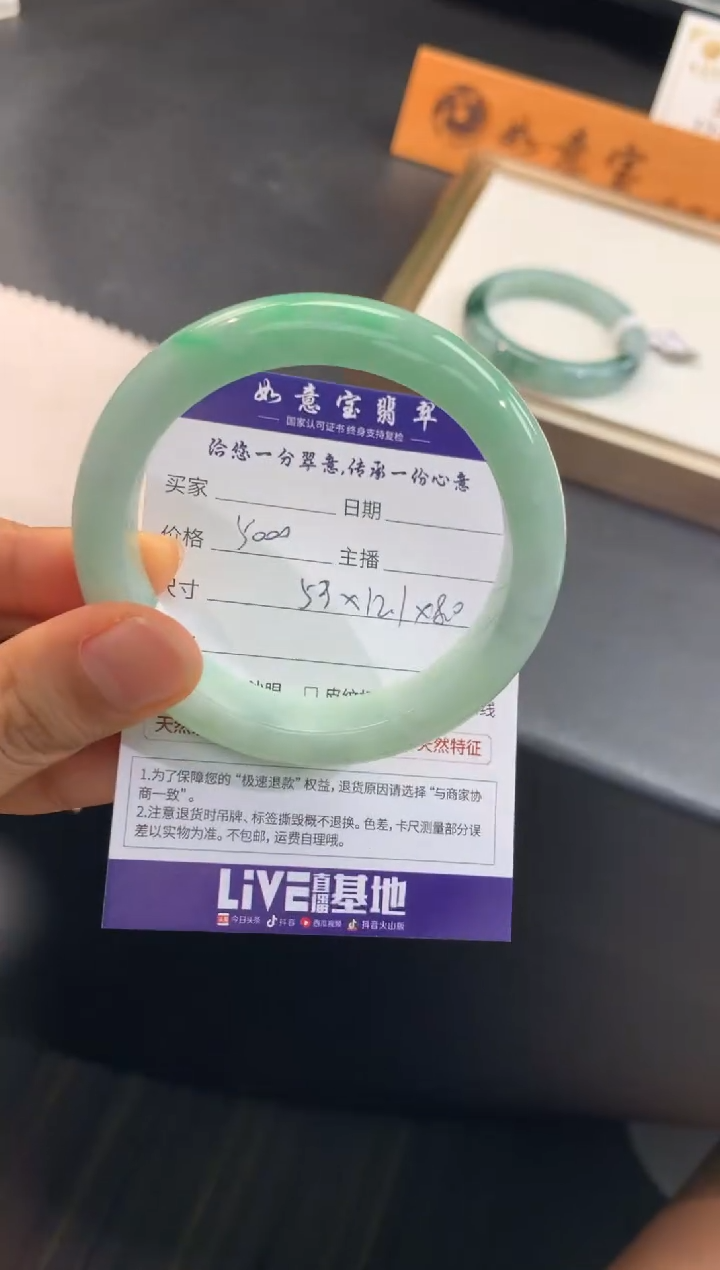 如意宝
如意宝翡翠
国家认可证书 终身支持复检
洽您一分翠意,传承一份心意
买家
日期
价格 5000
主播
尺寸 53×12.1×8.0
天然特征
1.为了保障您的“极速退款”权益，退货原因请选择“与商家协
商一致”。
2.注意退货时吊牌、标签撕毁概不退换。色差，卡尺测量部分误
差以实物为准。不包邮，运费自理哦。
LiVE直播基地
今日头条 抖音 西瓜视频 抖音火山版